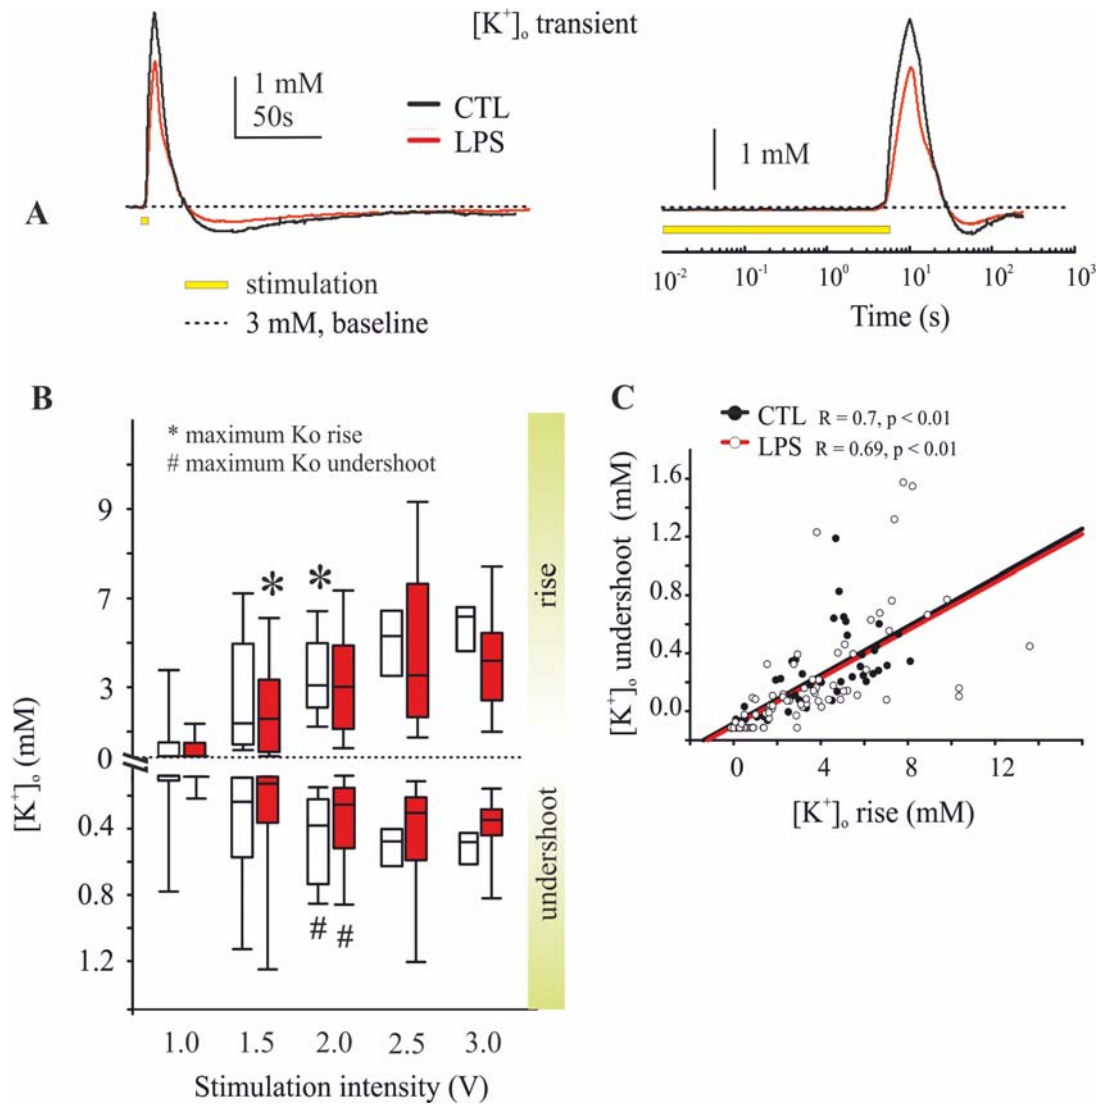 [K⁺]ₒ transient
1 mM
50s
CTL
LPS
1 mM
A
10⁻² 10⁻¹ 10⁰ 10¹ 10² 10³
Time (s)
stimulation
3 mM, baseline
B
* maximum Ko rise
# maximum Ko undershoot
9
7
3
0
0.4
0.8
1.2
[K⁺]ₒ (mM)
* *
# #
rise
undershoot
1.0 1.5 2.0 2.5 3.0
Stimulation intensity (V)
C
CTL R = 0.7, p < 0.01
LPS R = 0.69, p < 0.01
1.6
1.2
0.4
0.0
[K⁺]ₒ undershoot (mM)
0 4 8 12
[K⁺]ₒ rise (mM)